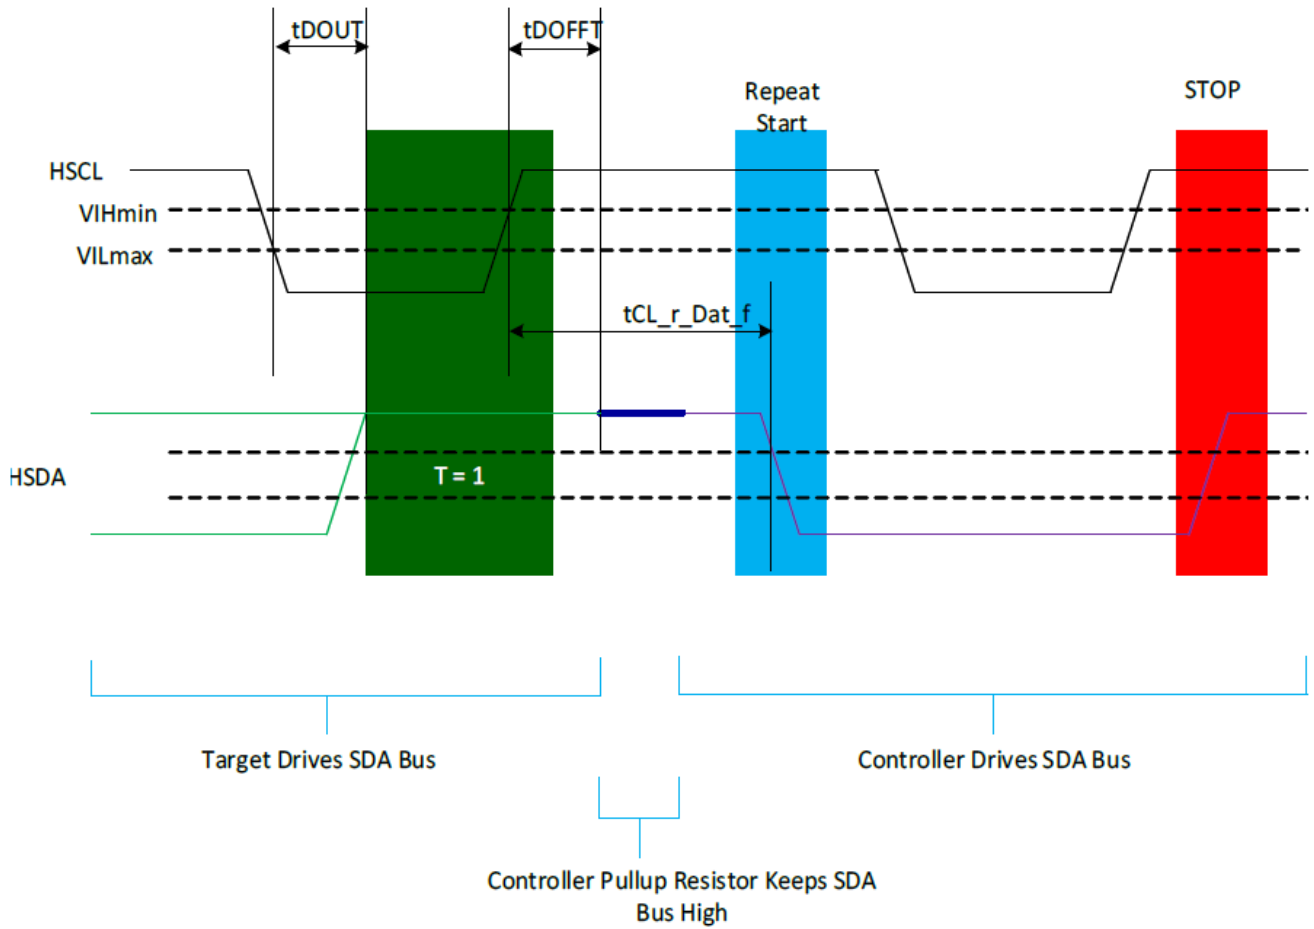 tDOUT
tDOFFT
Repeat
Start
STOP
HSCL
VIHmin
VILmax
tCL_r_Dat_f
HSDA
T = 1
Target Drives SDA Bus
Controller Drives SDA Bus
Controller Pullup Resistor Keeps SDA
Bus High